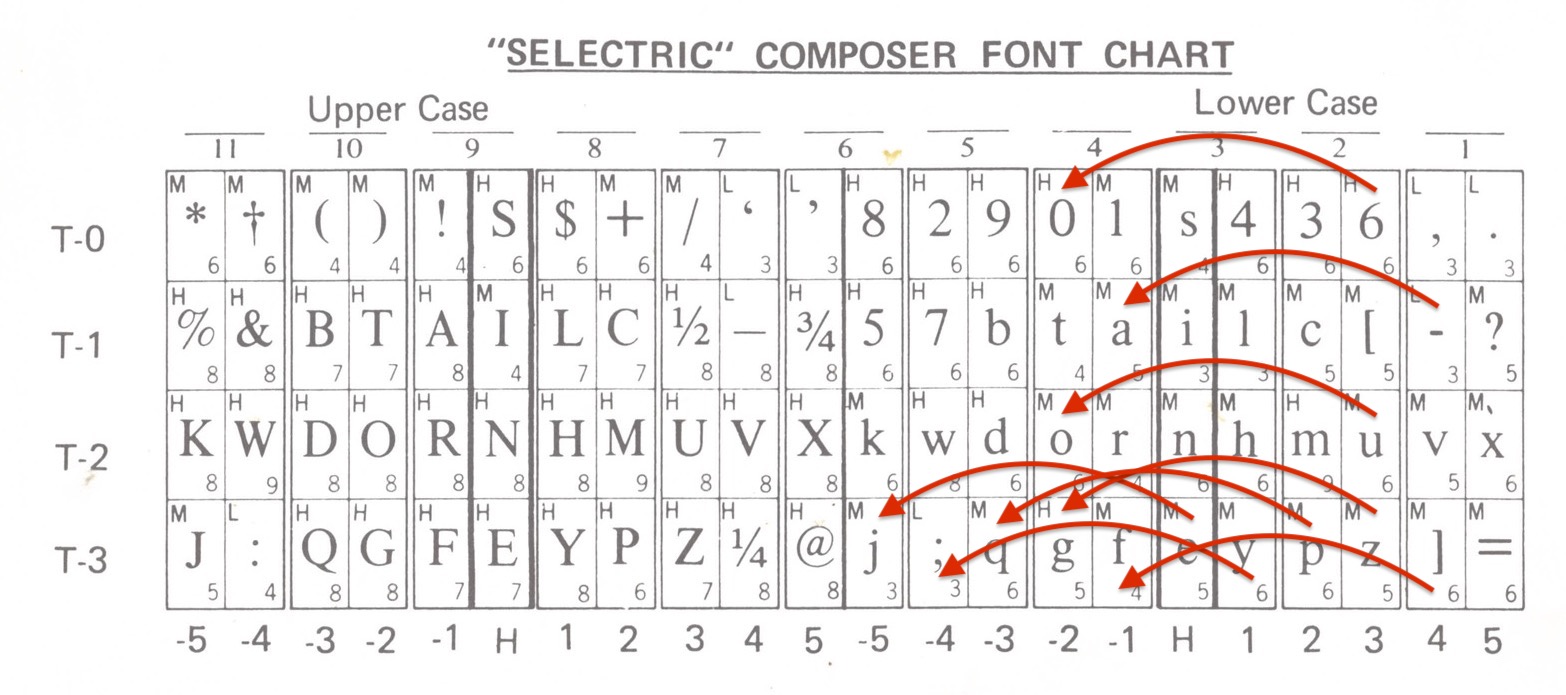 “SELECTRIC“ COMPOSER FONT CHART
Upper Case Lower Case
11 10 9 8 7 6 5 4 3 2 1
M M M M M H H M M L L H H H H M M H H H L L
T-0 * † ( ) ! S $ + / ‘ ’ 8 2 9 0 1 s 4 3 6 , .
6 6 4 4 4 6 6 6 4 3 3 6 6 6 6 6 4 6 6 6 3 3
H H H H H M H H H L H H H H M M M M M M L M
T-1 % & B T A I L C ½ — ¾ 5 7 b t a i l c [ - ?
8 8 7 7 8 4 7 7 8 8 8 6 6 6 4 5 3 3 5 5 3 5
H H H H H H H H H H H M H H M M M M H M M M
T-2 K W D O R N H M U V X k w d o r n h m u v x
8 9 8 8 8 8 8 9 8 8 8 6 8 6 6 4 6 6 9 6 5 6
M L H H H H H H H H H M L M H M M M M M M M
T-3 J : Q G F E Y P Z ¼ @ j ; q g f e y p z ] =
5 4 8 8 7 7 8 6 7 8 8 3 3 6 5 4 5 6 6 5 6 6
-5 -4 -3 -2 -1 H 1 2 3 4 5 -5 -4 -3 -2 -1 H 1 2 3 4 5